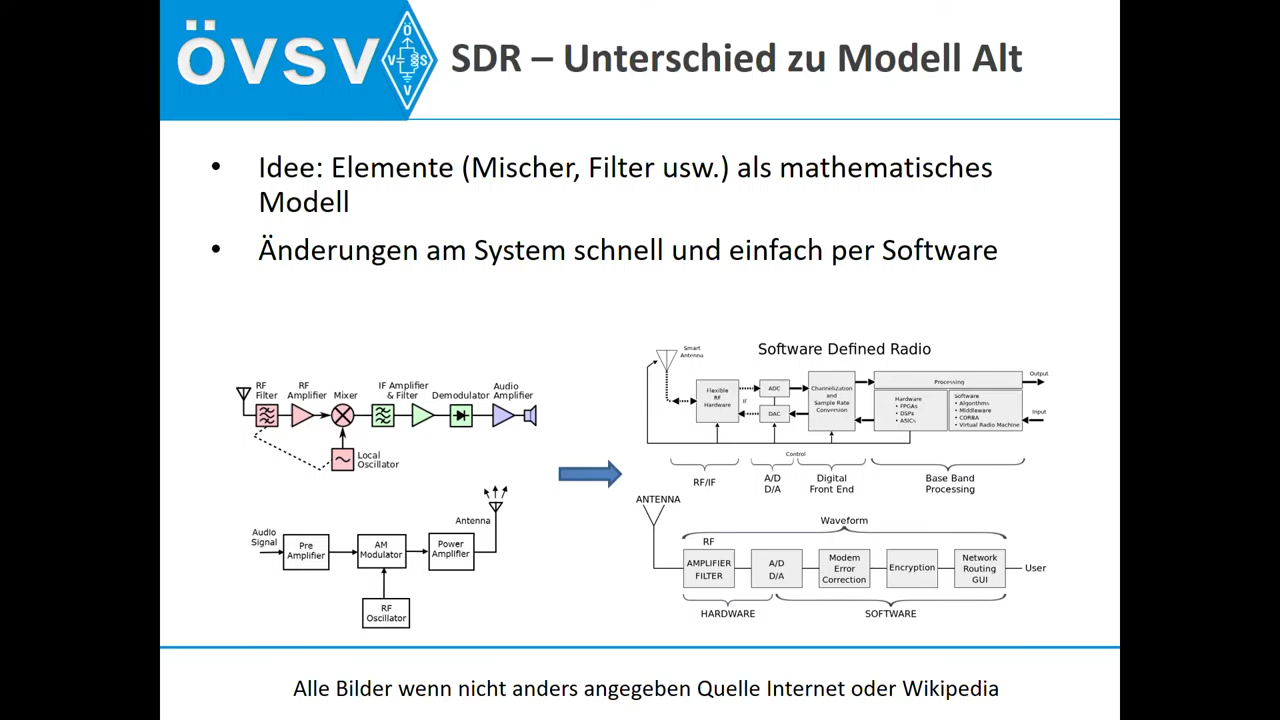 ÖVSV
Ö
V S
V
SDR – Unterschied zu Modell Alt
• Idee: Elemente (Mischer, Filter usw.) als mathematisches
Modell
• Änderungen am System schnell und einfach per Software
RF
Filter
RF
Amplifier
Mixer
IF Amplifier
& Filter
Demodulator
Audio
Amplifier
Local
Oscillator
Antenna
Audio
Signal
Pre
Amplifier
AM
Modulator
Power
Amplifier
RF
Oscillator
Software Defined Radio
Smart
Antenna
Flexible
RF
Hardware
IF
ADC
DAC
Channelization
and
Sample Rate
Conversion
Processing
Hardware
• FPGAs
• DSPs
• ASICs
Software
• Algorithms
• Middleware
• CORBA
• Virtual Radio Machine
Output
Input
Control
RF/IF
A/D
D/A
Digital
Front End
Base Band
Processing
ANTENNA
Waveform
RF
AMPLIFIER
FILTER
A/D
D/A
Modem
Error
Correction
Encryption
Network
Routing
GUI
User
HARDWARE
SOFTWARE
Alle Bilder wenn nicht anders angegeben Quelle Internet oder Wikipedia